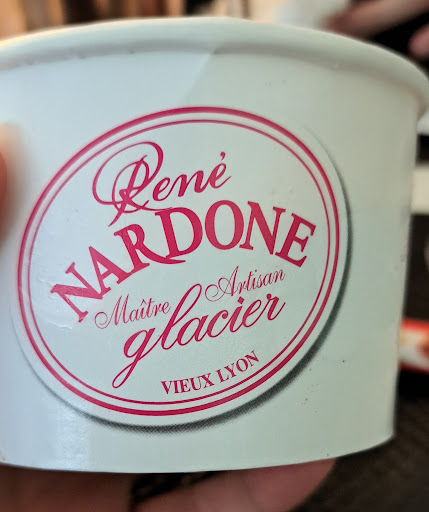 René
NARDONE
Maître Artisan
glacier
VIEUX LYON